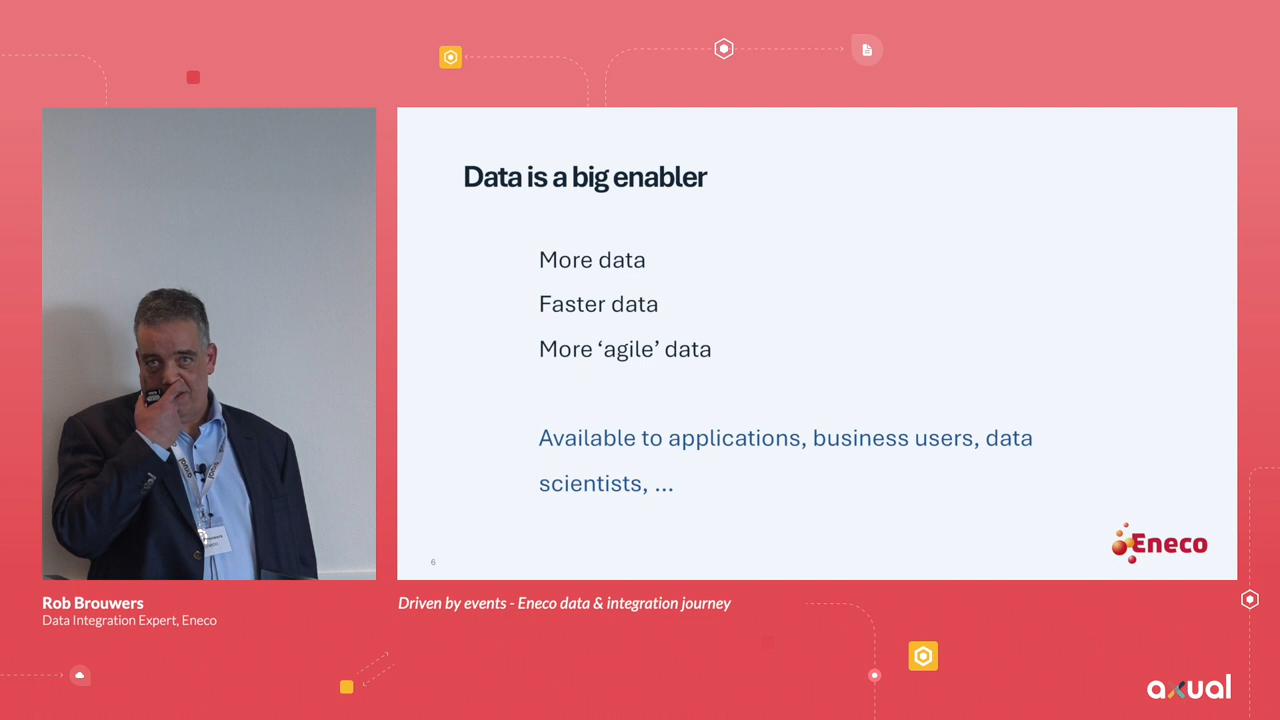 Data is a big enabler
More data
Faster data
More ‘agile’ data
Available to applications, business users, data
scientists, ...
6
Eneco
Rob Brouwers
Data Integration Expert, Eneco
Driven by events - Eneco data & integration journey
axual